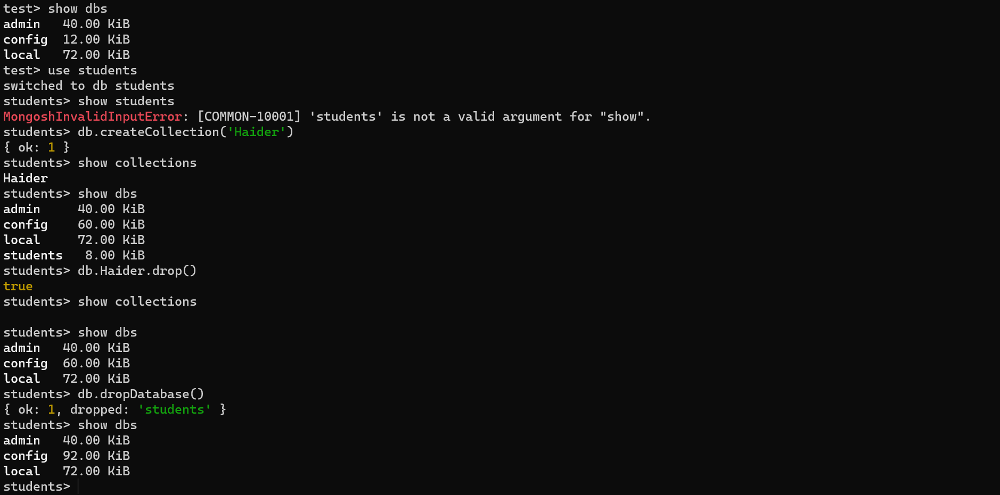 test> show dbs
admin   40.00 KiB
config  12.00 KiB
local   72.00 KiB
test> use students
switched to db students
students> show students
MongoshInvalidInputError: [COMMON-10001] 'students' is not a valid argument for "show".
students> db.createCollection('Haider')
{ ok: 1 }
students> show collections
Haider
students> show dbs
admin     40.00 KiB
config    60.00 KiB
local     72.00 KiB
students   8.00 KiB
students> db.Haider.drop()
true
students> show collections

students> show dbs
admin   40.00 KiB
config  60.00 KiB
local   72.00 KiB
students> db.dropDatabase()
{ ok: 1, dropped: 'students' }
students> show dbs
admin   40.00 KiB
config  92.00 KiB
local   72.00 KiB
students>